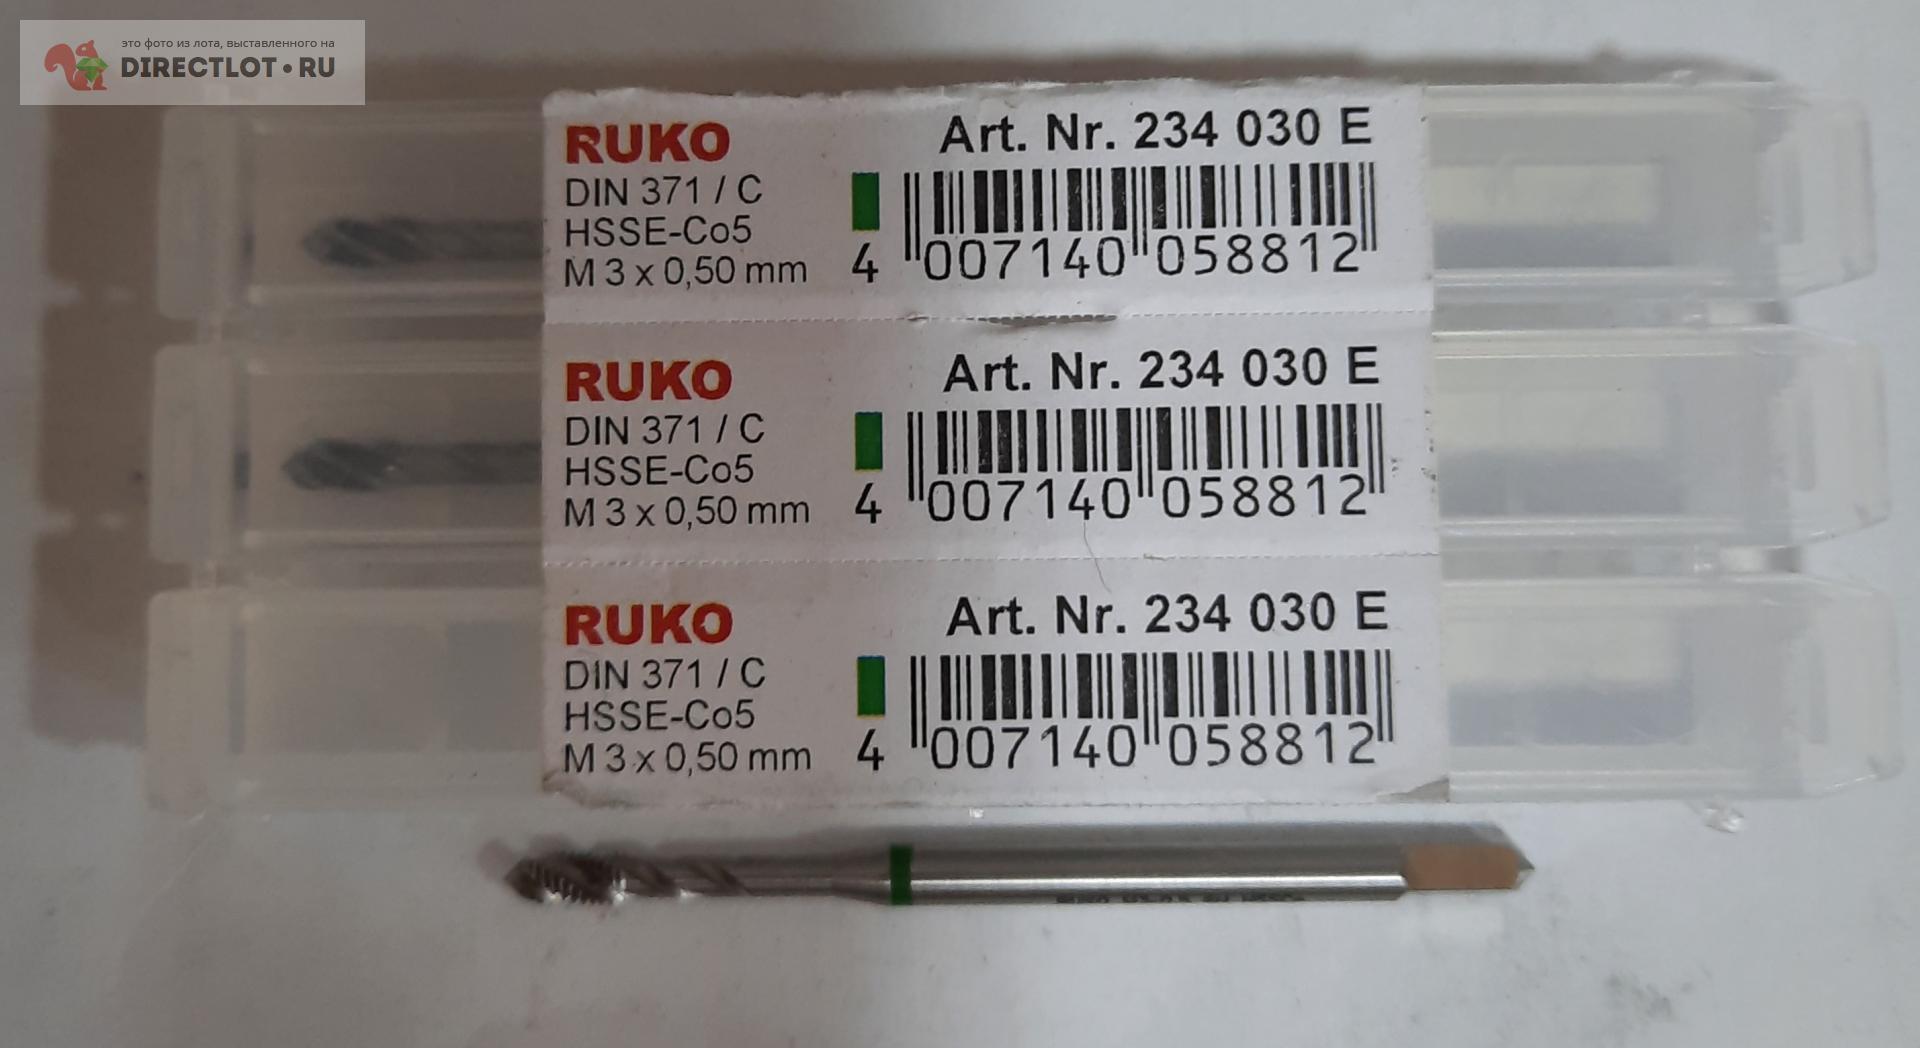 это фото из лота, выставленного на
DIRECTLOT•RU
RUKO
Art. Nr. 234 030 E
DIN 371 / C
HSSE-Co5
M 3 x 0,50 mm
4 007140 058812
RUKO
Art. Nr. 234 030 E
DIN 371 / C
HSSE-Co5
M 3 x 0,50 mm
4 007140 058812
RUKO
Art. Nr. 234 030 E
DIN 371 / C
HSSE-Co5
M 3 x 0,50 mm
4 007140 058812